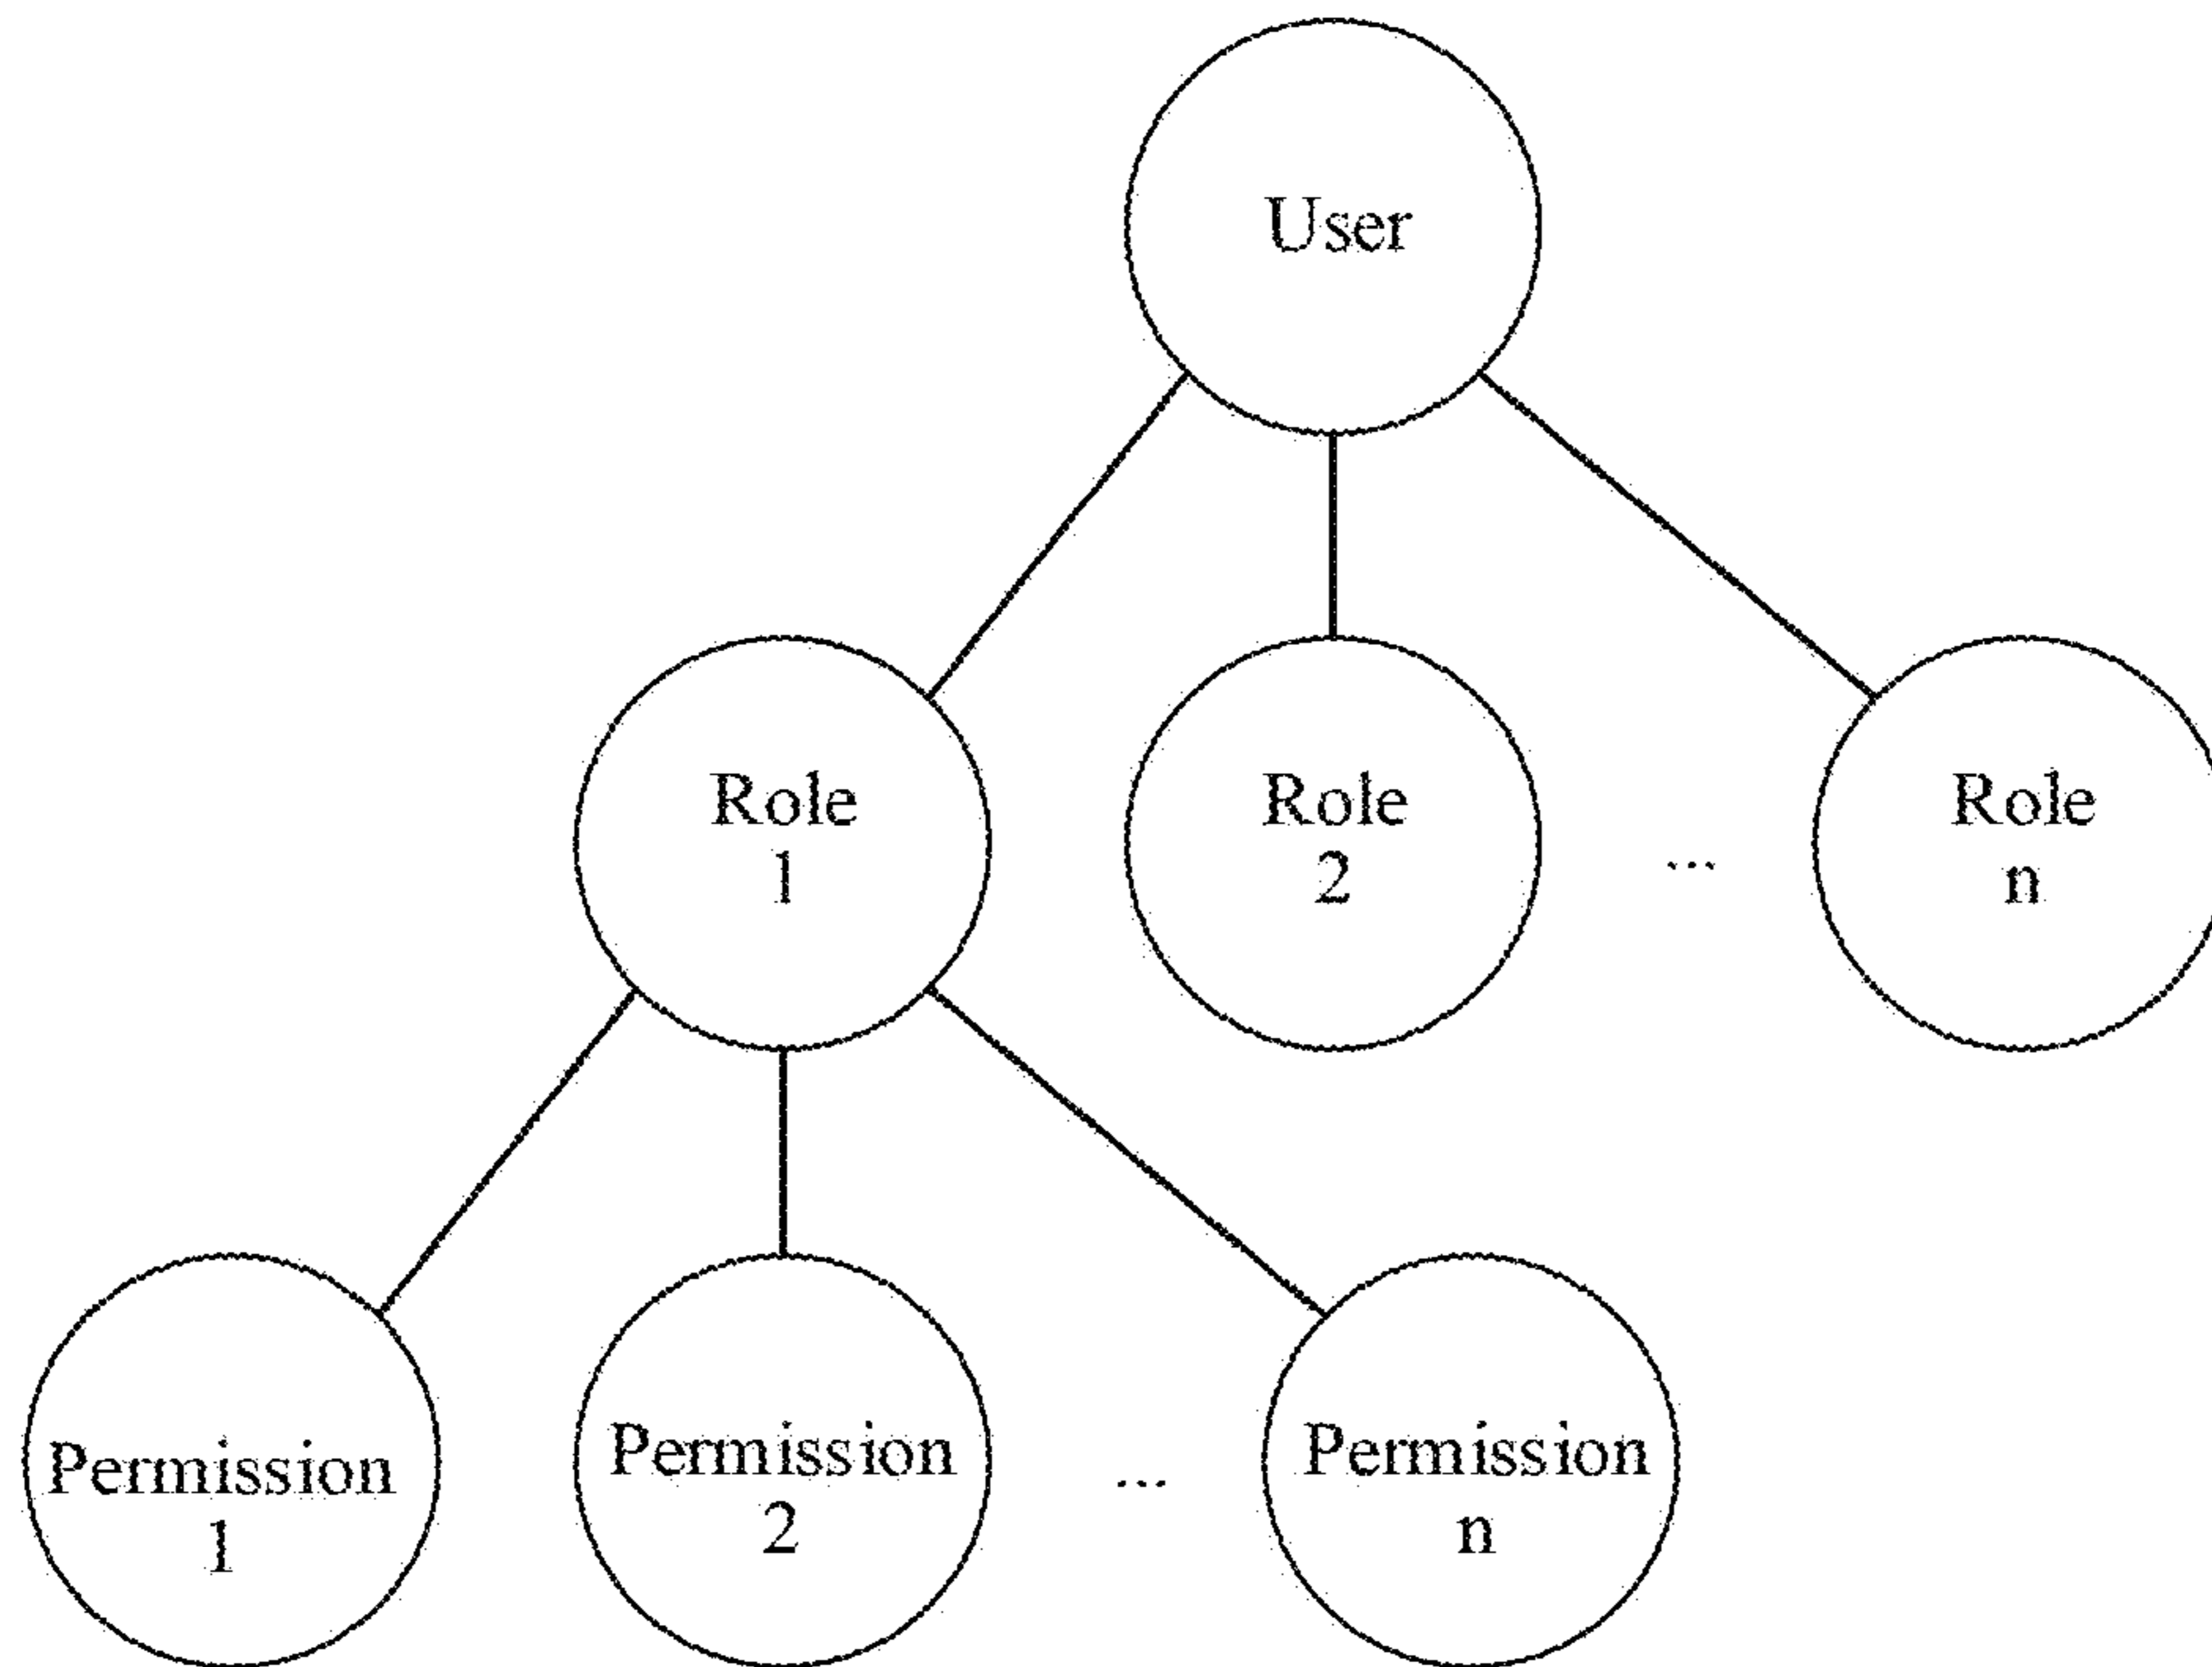 User
Role
1
Role
2
...
Role
n
Permission
1
Permission
2
...
Permission
n